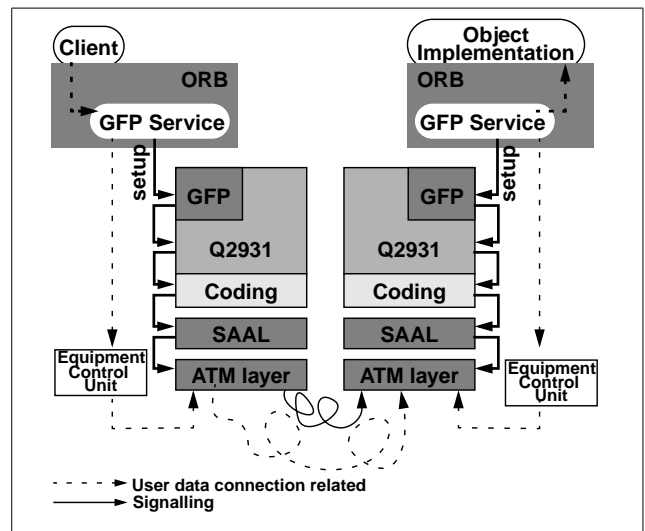 Client
Object
Implementation
ORB
ORB
GFP Service
GFP Service
setup
setup
GFP
GFP
Q2931
Q2931
Coding
Coding
SAAL
SAAL
Equipment
Control
Unit
ATM layer
ATM layer
Equipment
Control
Unit
User data connection related
Signalling